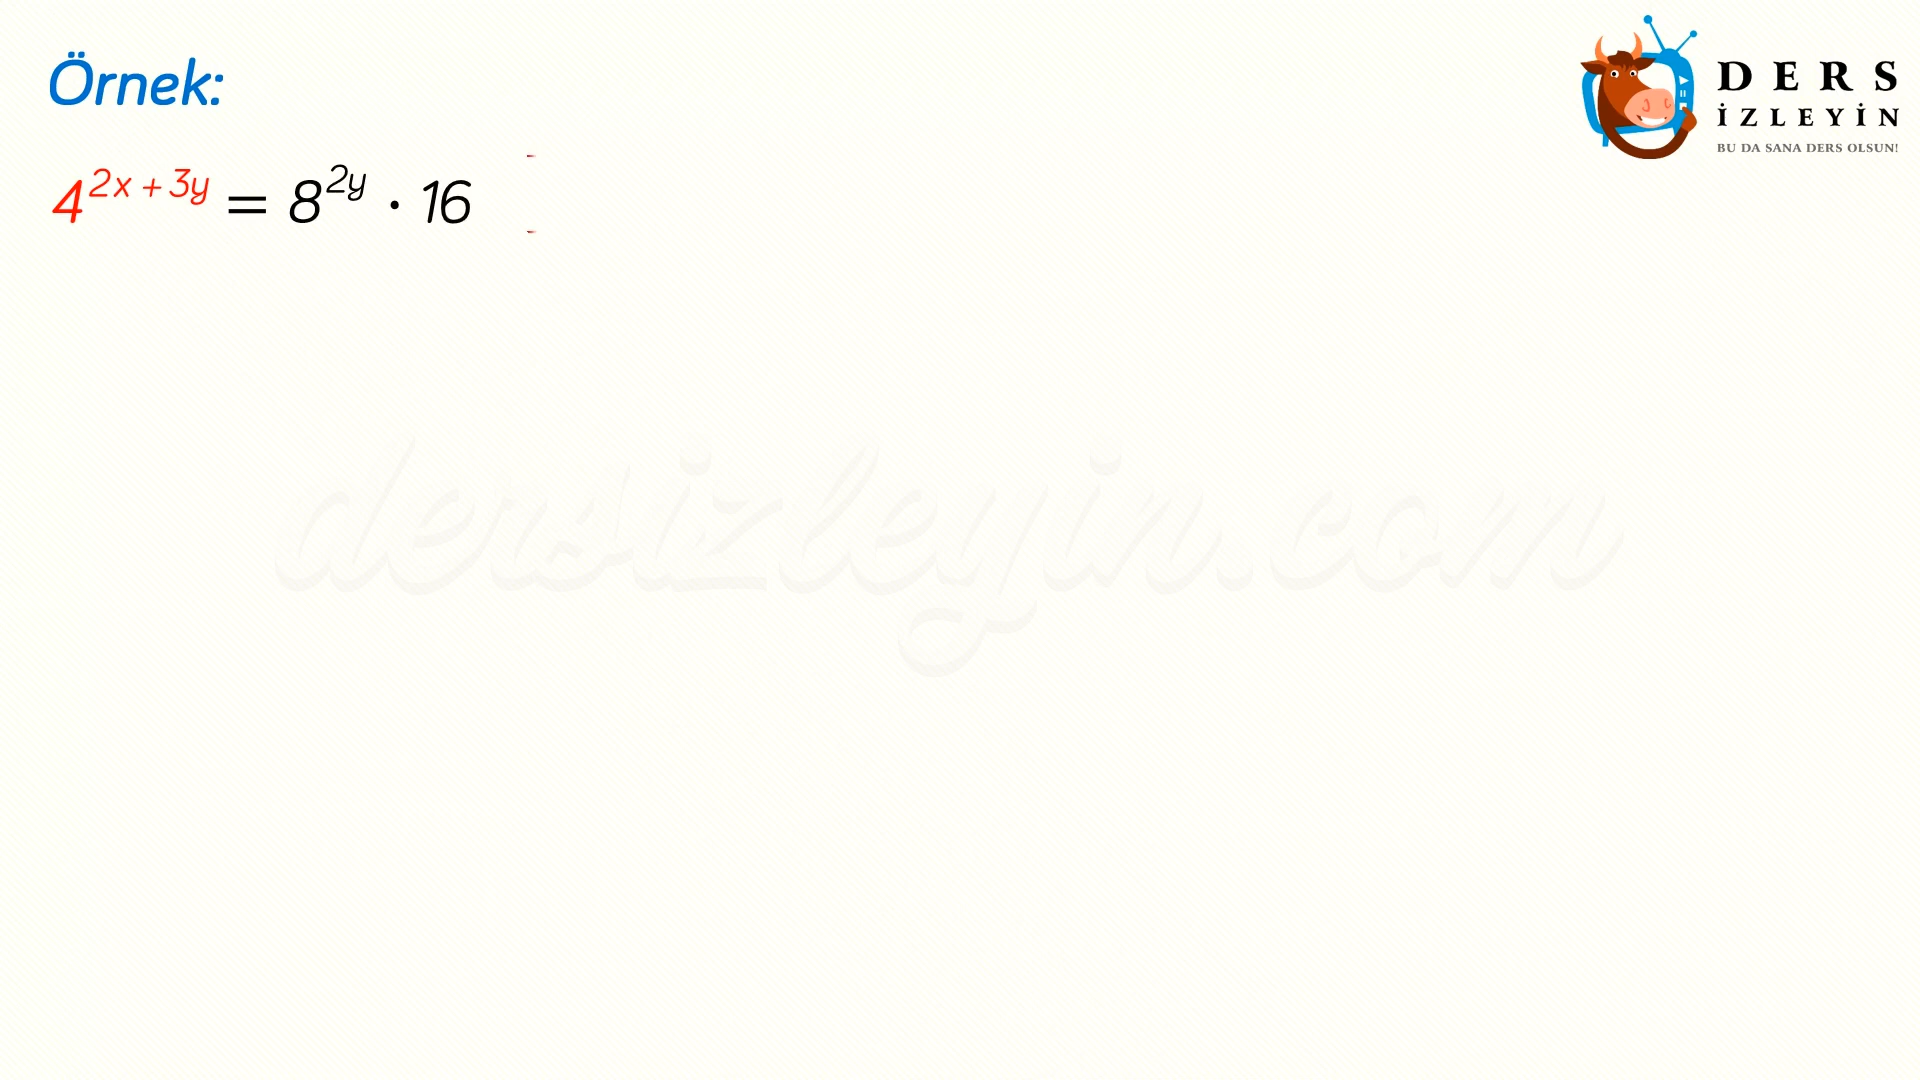 Örnek:
4^{2x + 3y} = 8^{2y} · 16
DERS
İZLEYİN
BU DA SANA DERS OLSUN!
dersizleyin.com